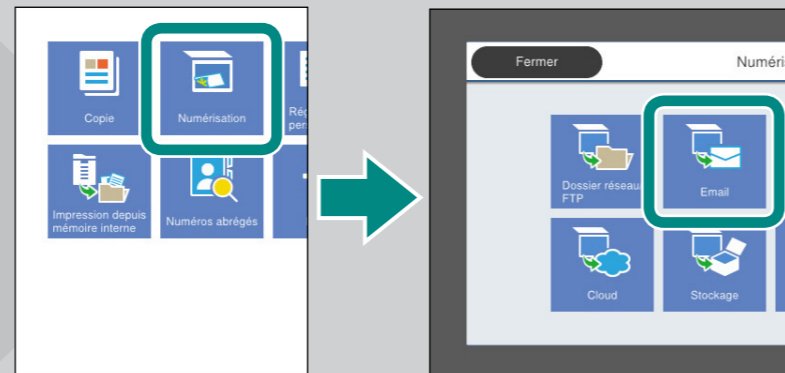 Copie
Numérisation
Impression depuis
mémoire interne
Numéros abrégés
Fermer
Dossier réseau
FTP
Email
Cloud
Stockage